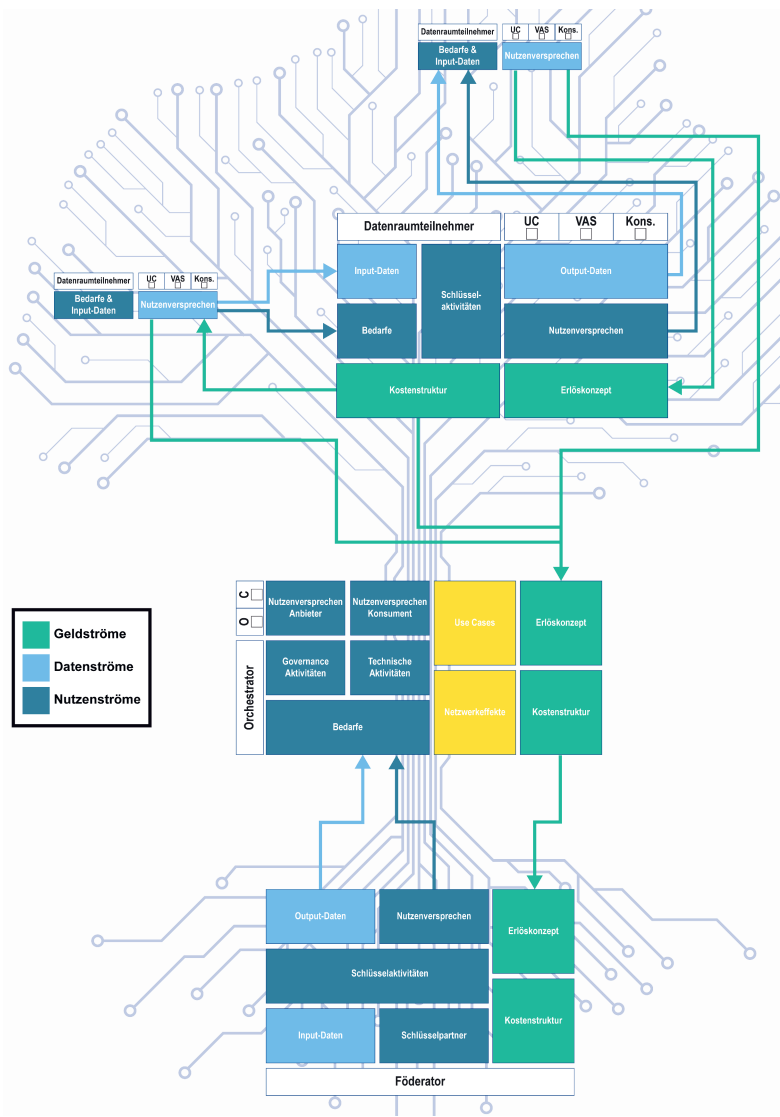 Datenraumteilnehmer
UC
VAS
Kons.
Bedarfe &
Input-Daten
Nutzenversprechen
Datenraumteilnehmer
UC
VAS
Kons.
Input-Daten
Schlüssel-
aktivitäten
Output-Daten
Bedarfe
Nutzenversprechen
Kostenstruktur
Erlöskonzept
Datenraumteilnehmer
UC
VAS
Kons.
Bedarfe &
Input-Daten
Nutzenversprechen
Geldströme
Datenströme
Nutzenströme
C
O
Orchestrator
Nutzenversprechen
Anbieter
Nutzenversprechen
Konsument
Use Cases
Erlöskonzept
Governance
Aktivitäten
Technische
Aktivitäten
Bedarfe
Netzwerkeffekte
Kostenstruktur
Output-Daten
Nutzenversprechen
Erlöskonzept
Schlüsselaktivitäten
Input-Daten
Schlüsselpartner
Kostenstruktur
Föderator